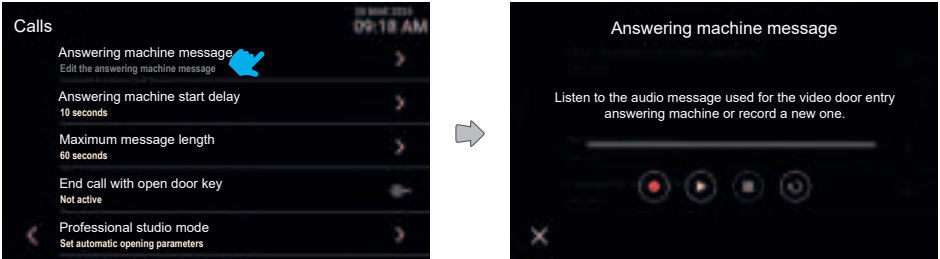 Calls
09:18 AM
Answering machine message
Edit the answering machine message
Answering machine start delay
10 seconds
Maximum message length
60 seconds
End call with open door key
Not active
Professional studio mode
Set automatic opening parameters
Answering machine message
Listen to the audio message used for the video door entry
answering machine or record a new one.